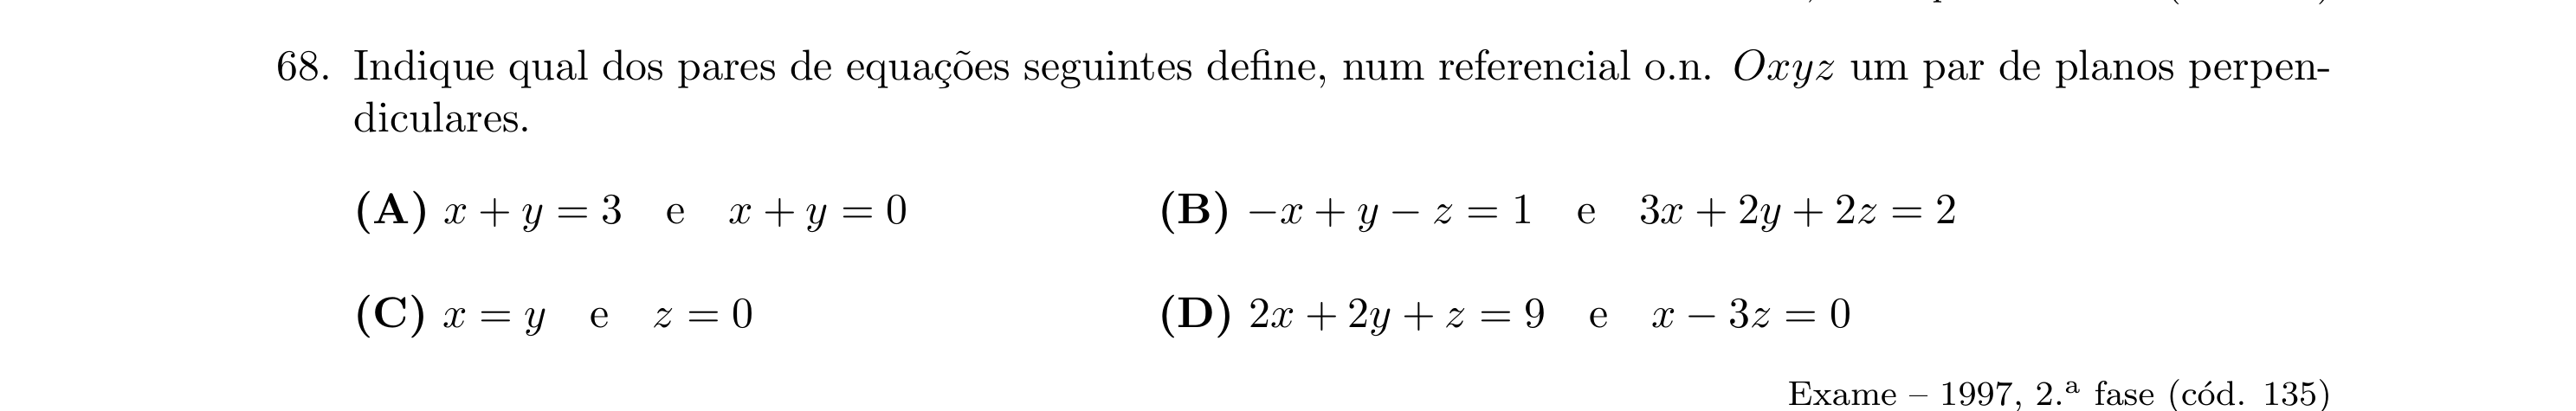 68. Indique qual dos pares de equações seguintes define, num referencial o.n. Oxyz um par de planos perpen-
diculares.
(A) x + y = 3 e x + y = 0
(B) −x + y − z = 1 e 3x + 2y + 2z = 2
(C) x = y e z = 0
(D) 2x + 2y + z = 9 e x − 3z = 0
Exame – 1997, 2.ª fase (cód. 135)